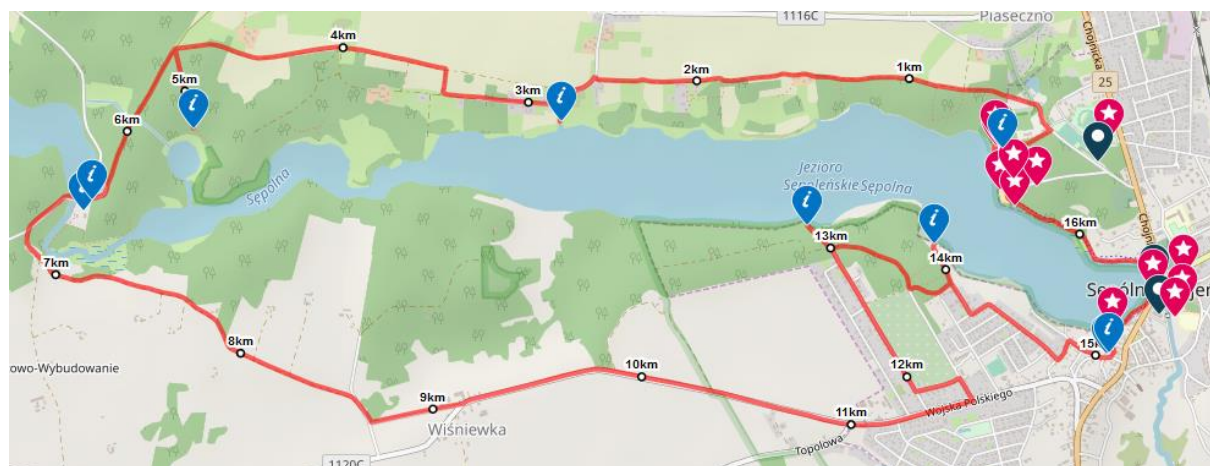 1116C
Piaseczno
Chojnicka
25
4km
1km
2km
5km
3km
6km
Sępolna
Jezioro
Sępoleńskie
Sępolna
16km
13km
14km
7km
8km
owo-Wybudowanie
12km
10km
9km
11km
Wojska Polskiego
Wiśniewka
Topolowa
1120C